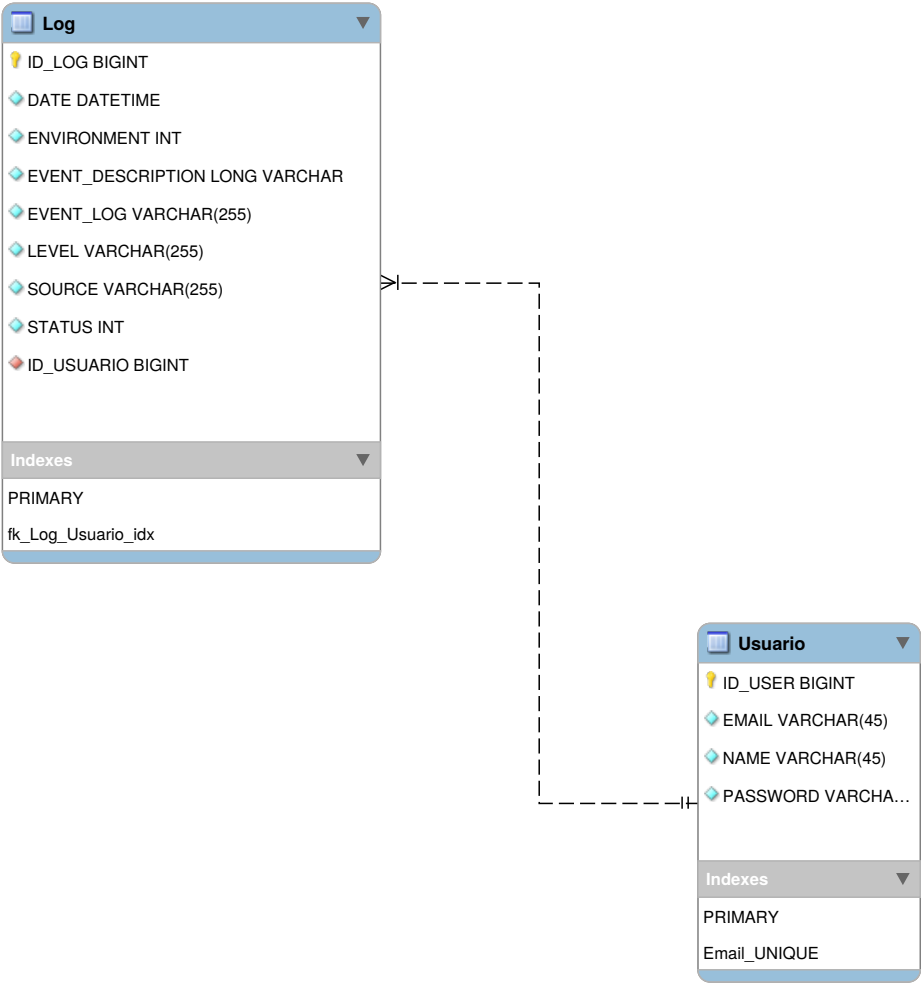 Log
ID_LOG BIGINT
DATE DATETIME
ENVIRONMENT INT
EVENT_DESCRIPTION LONG VARCHAR
EVENT_LOG VARCHAR(255)
LEVEL VARCHAR(255)
SOURCE VARCHAR(255)
STATUS INT
ID_USUARIO BIGINT
Indexes
PRIMARY
fk_Log_Usuario_idx
Usuario
ID_USER BIGINT
EMAIL VARCHAR(45)
NAME VARCHAR(45)
PASSWORD VARCHA…
Indexes
PRIMARY
Email_UNIQUE